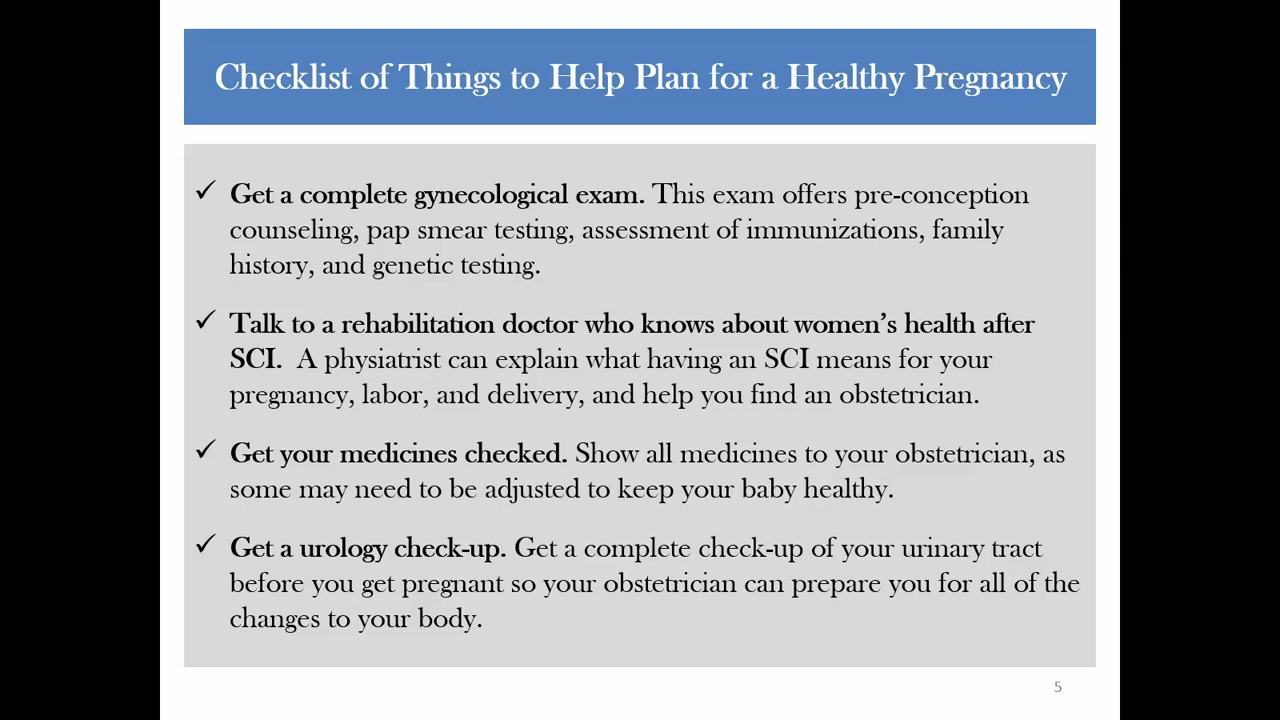 Checklist of Things to Help Plan for a Healthy Pregnancy
✓ Get a complete gynecological exam. This exam offers pre-conception
counseling, pap smear testing, assessment of immunizations, family
history, and genetic testing.
✓ Talk to a rehabilitation doctor who knows about women’s health after
SCI.  A physiatrist can explain what having an SCI means for your
pregnancy, labor, and delivery, and help you find an obstetrician.
✓ Get your medicines checked. Show all medicines to your obstetrician, as
some may need to be adjusted to keep your baby healthy.
✓ Get a urology check-up. Get a complete check-up of your urinary tract
before you get pregnant so your obstetrician can prepare you for all of the
changes to your body.
5